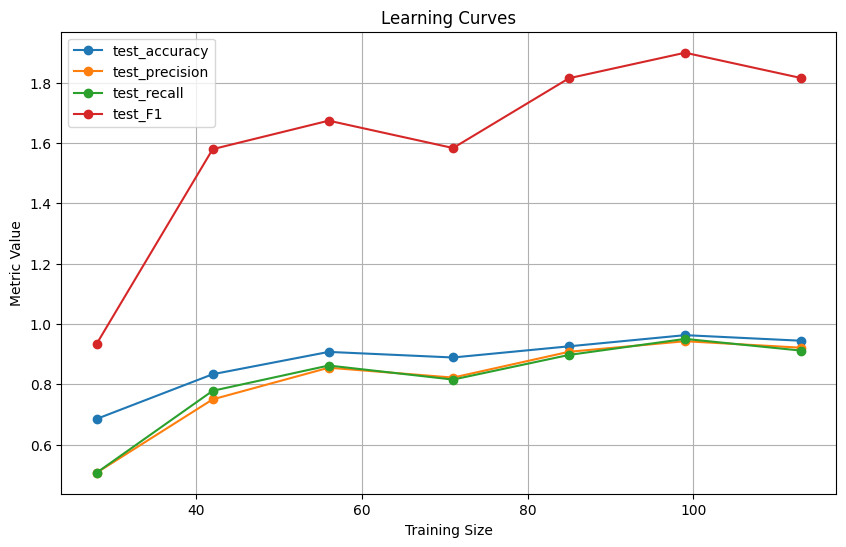 Learning Curves
test_accuracy
test_precision
test_recall
test_F1
1.8
1.6
1.4
1.2
1.0
0.8
0.6
Metric Value
40
60
80
100
Training Size